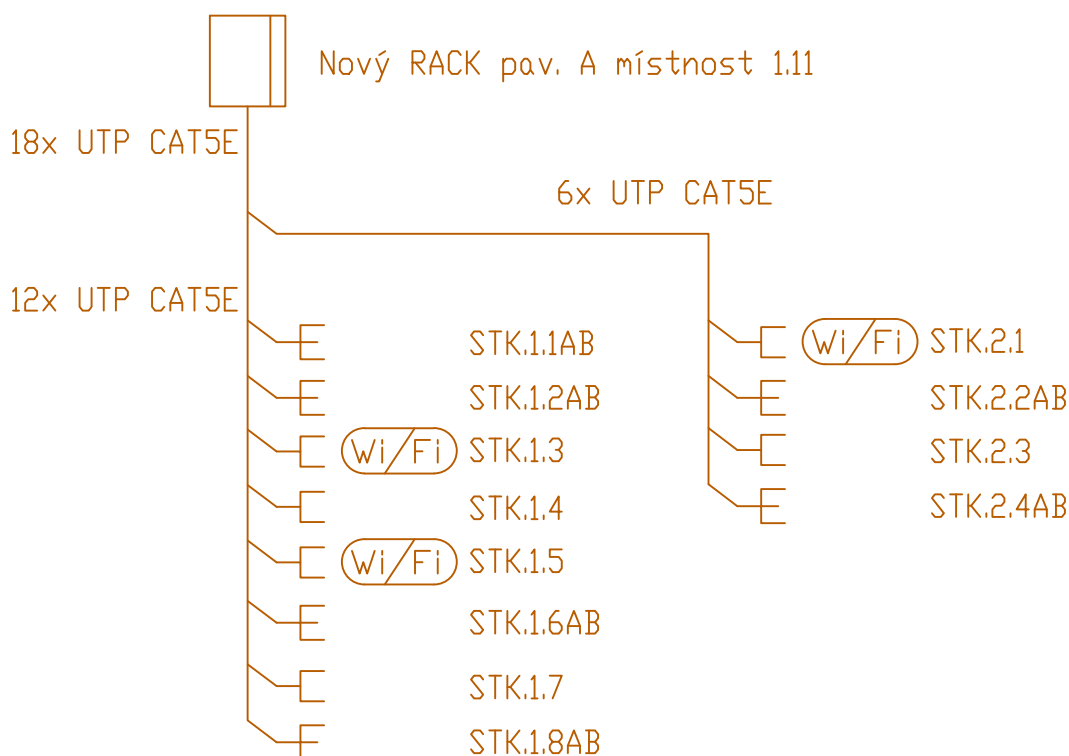 Nový RACK pav. A místnost 1.11
18x UTP CAT5E
6x UTP CAT5E
12x UTP CAT5E
STK.1.1AB
STK.1.2AB
Wi/Fi STK.1.3
STK.1.4
Wi/Fi STK.1.5
STK.1.6AB
STK.1.7
STK.1.8AB
Wi/Fi STK.2.1
STK.2.2AB
STK.2.3
STK.2.4AB